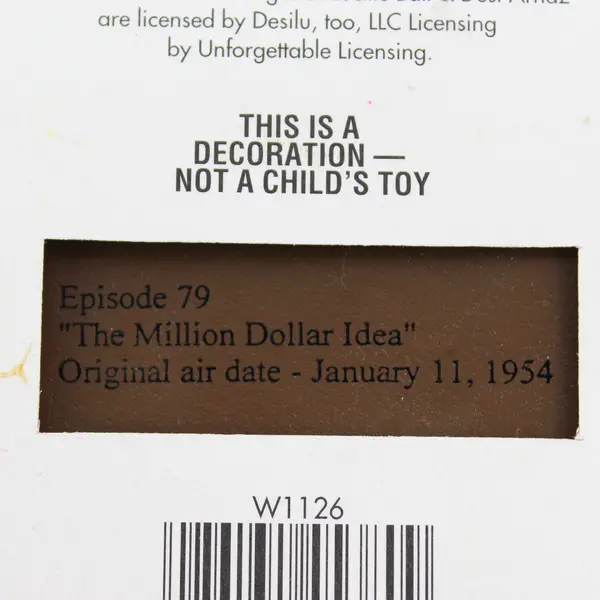 are licensed by Desilu, too, LLC Licensing
by Unforgettable Licensing.
THIS IS A
DECORATION —
NOT A CHILD'S TOY
Episode 79
"The Million Dollar Idea"
Original air date - January 11, 1954
W1126